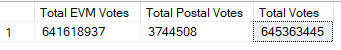 Total EVM Votes Total Postal Votes Total Votes
1 641618937 3744508 645363445